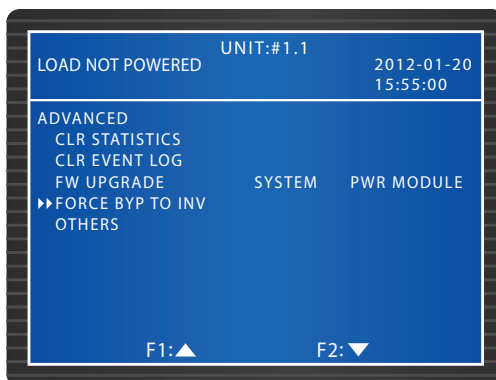 UNIT:#1.1
LOAD NOT POWERED 2012-01-20
15:55:00
ADVANCED
CLR STATISTICS
CLR EVENT LOG
FW UPGRADE SYSTEM PWR MODULE
FORCE BYP TO INV
OTHERS
F1: F2: